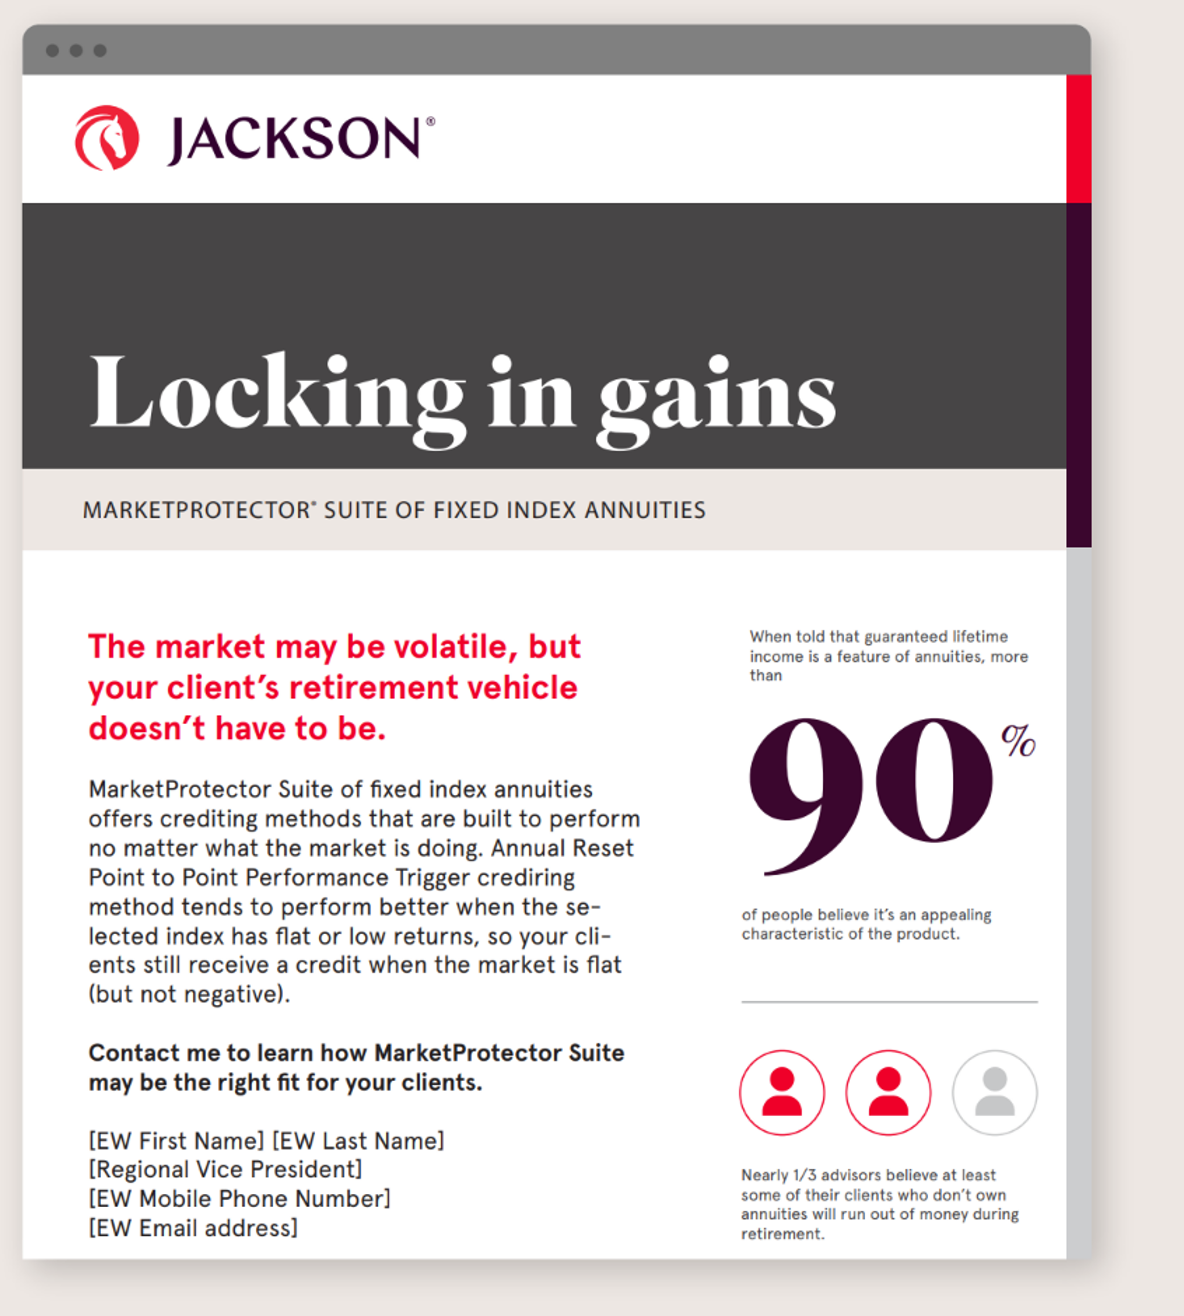 JACKSON®
Locking in gains
MARKETPROTECTOR® SUITE OF FIXED INDEX ANNUITIES
The market may be volatile, but
your client’s retirement vehicle
doesn’t have to be.
MarketProtector Suite of fixed index annuities
offers crediting methods that are built to perform
no matter what the market is doing. Annual Reset
Point to Point Performance Trigger crediring
method tends to perform better when the se-
lected index has flat or low returns, so your cli-
ents still receive a credit when the market is flat
(but not negative).
Contact me to learn how MarketProtector Suite
may be the right fit for your clients.
[EW First Name] [EW Last Name]
[Regional Vice President]
[EW Mobile Phone Number]
[EW Email address]
When told that guaranteed lifetime
income is a feature of annuities, more
than
90%
of people believe it’s an appealing
characteristic of the product.
Nearly 1/3 advisors believe at least
some of their clients who don’t own
annuities will run out of money during
retirement.